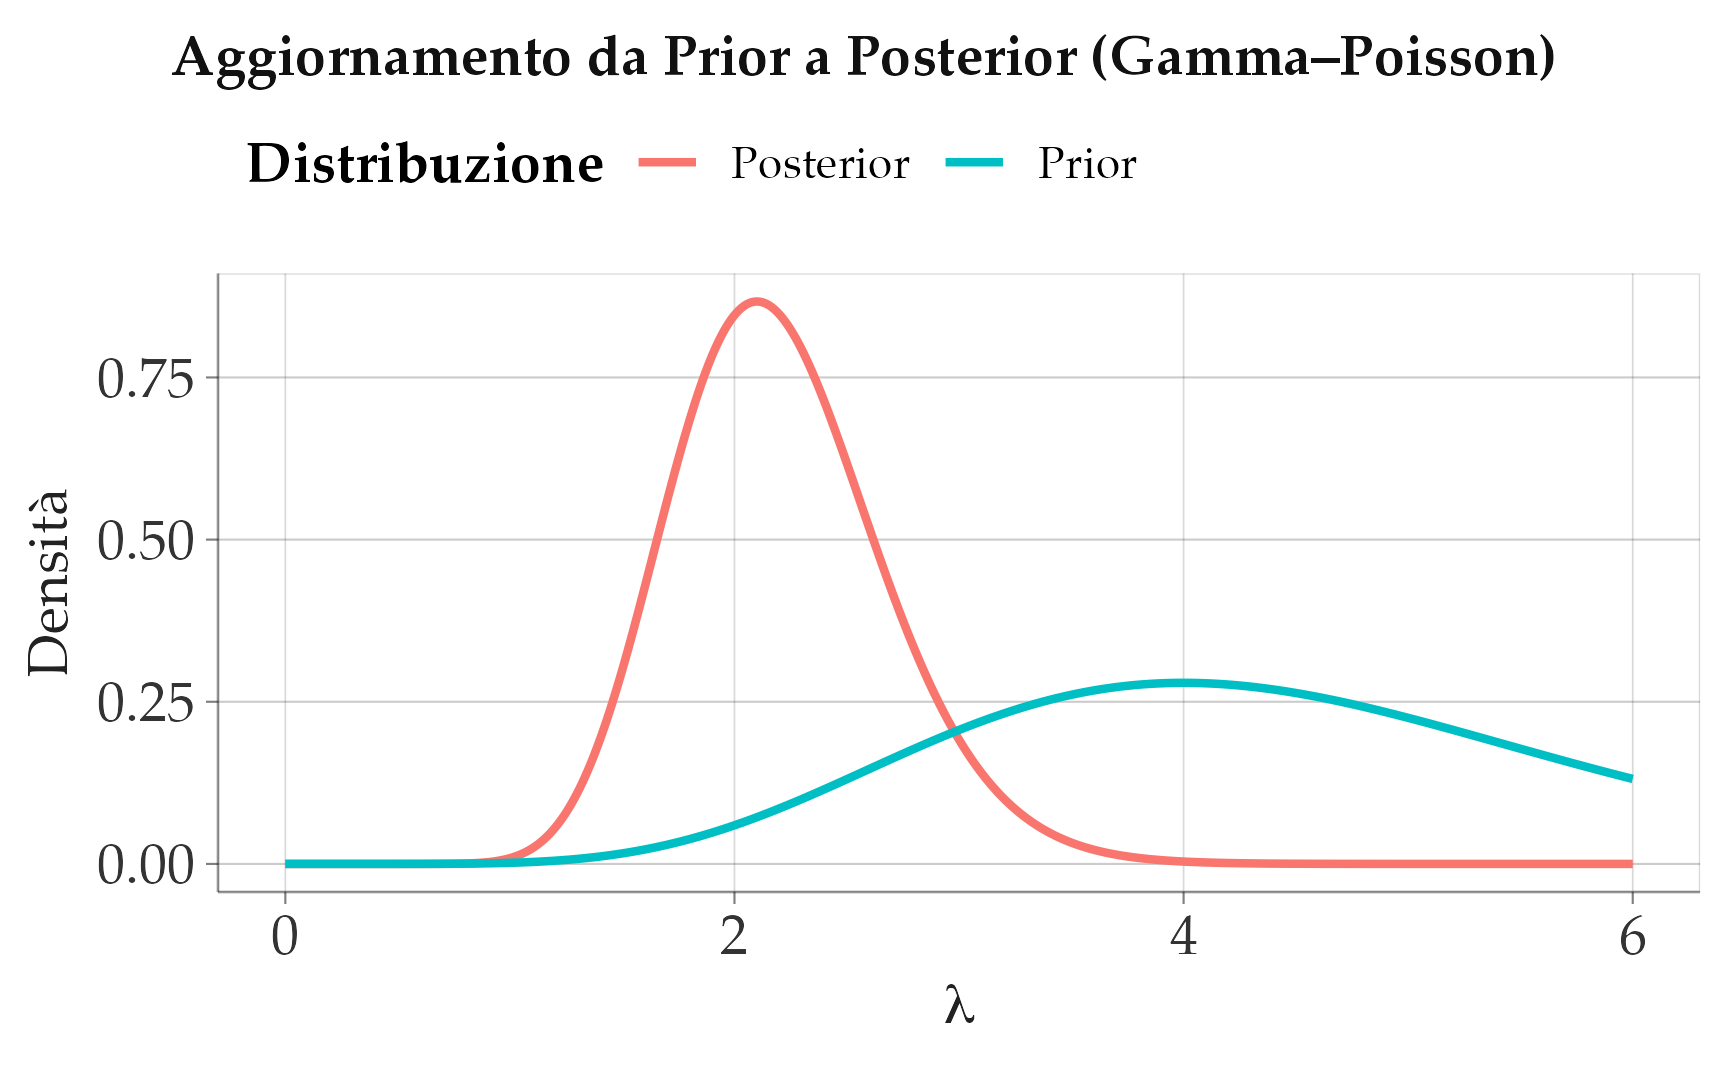 Aggiornamento da Prior a Posterior (Gamma–Poisson)
Distribuzione Posterior Prior
Densità
0.75
0.50
0.25
0.00
0 2 4 6
λ